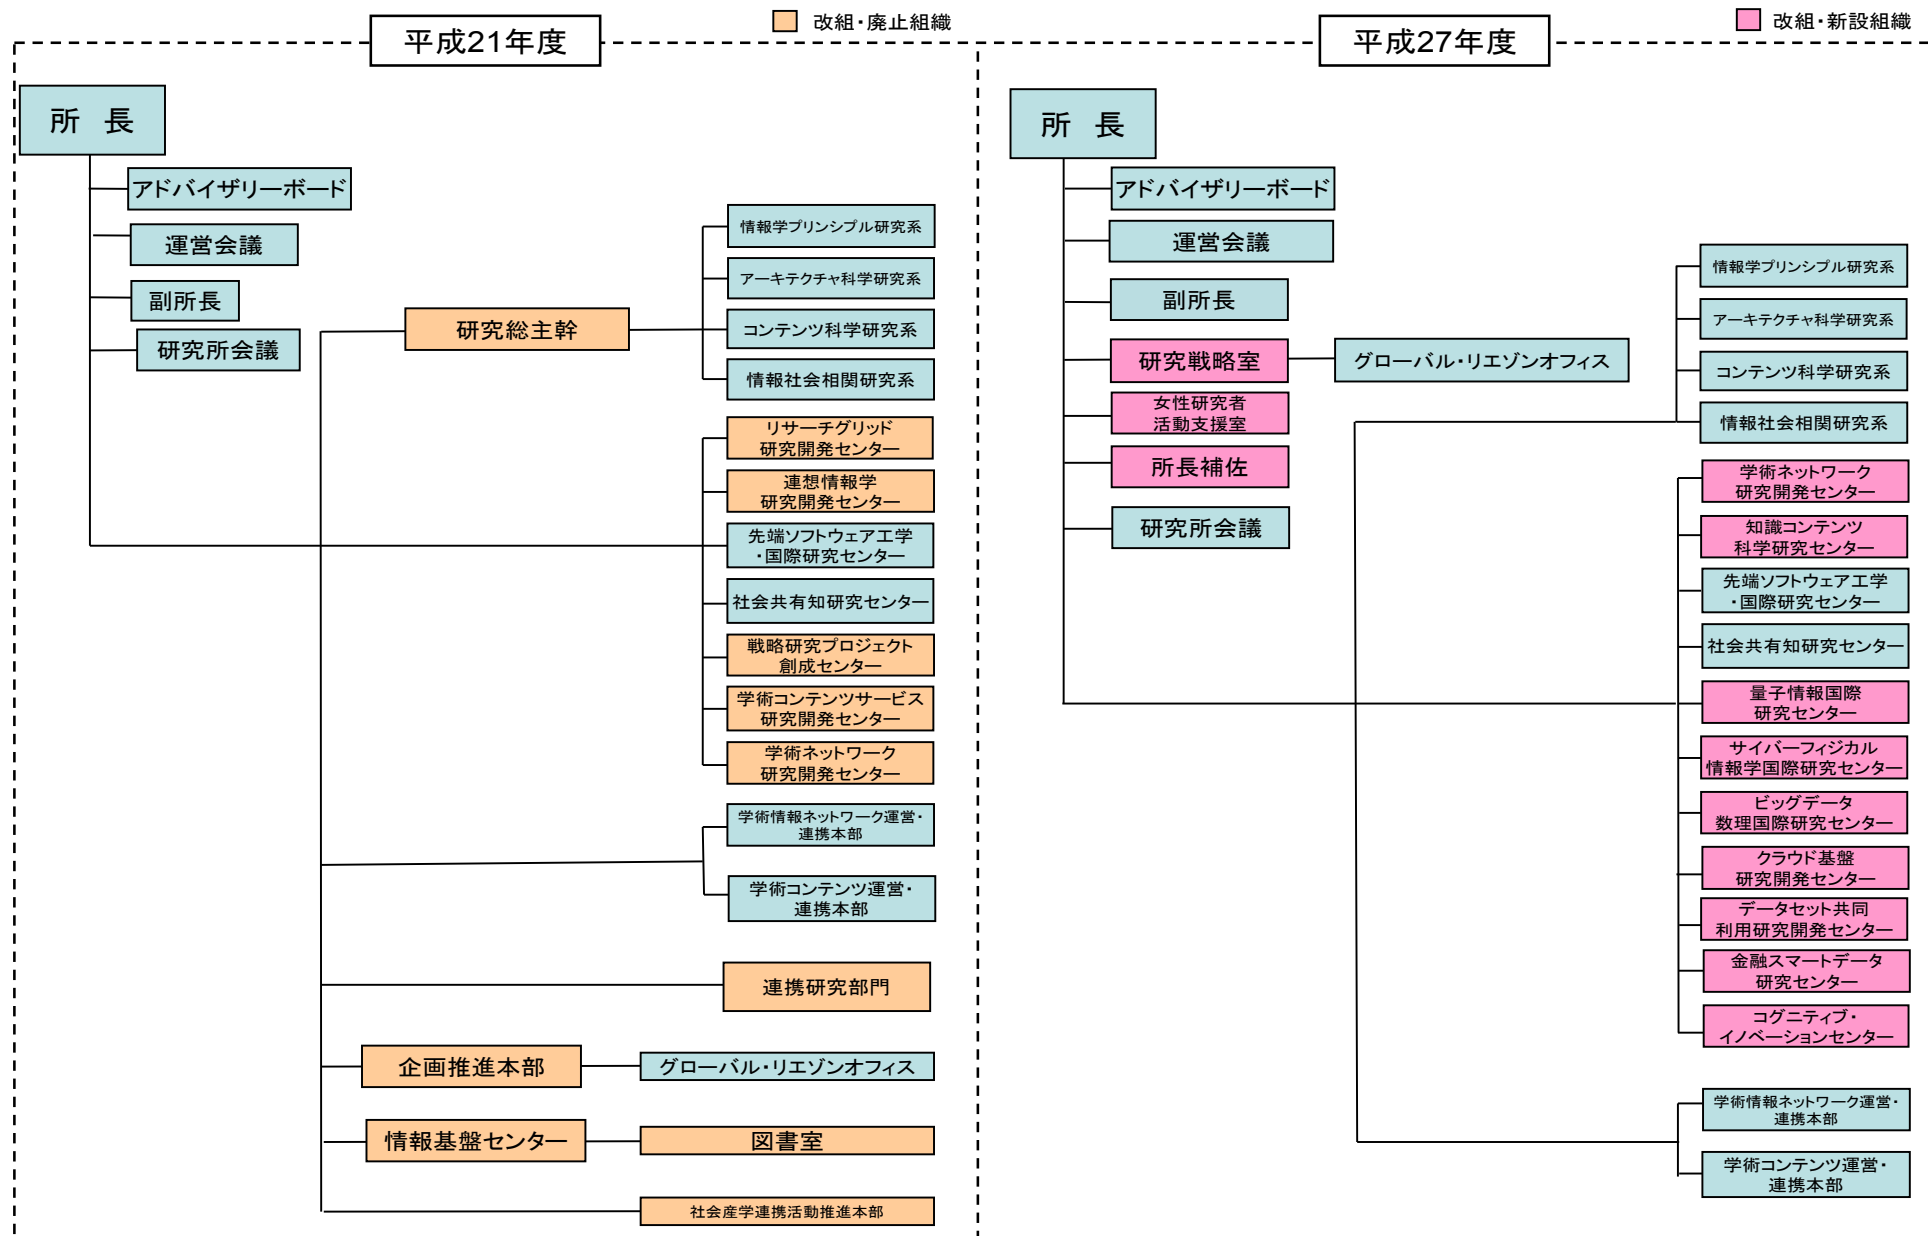 平成21年度
改組・廃止組織
所 長
アドバイザリーボード
運営会議
副所長
研究所会議
研究総主幹
情報学プリンシプル研究系
アーキテクチャ科学研究系
コンテンツ科学研究系
情報社会相関研究系
リサーチグリッド
研究開発センター
連想情報学
研究開発センター
先端ソフトウェア工学
・国際研究センター
社会共有知研究センター
戦略研究プロジェクト
創成センター
学術コンテンツサービス
研究開発センター
学術ネットワーク
研究開発センター
学術情報ネットワーク運営・
連携本部
学術コンテンツ運営・
連携本部
連携研究部門
企画推進本部
グローバル・リエゾンオフィス
情報基盤センター
図書室
社会産学連携活動推進本部
平成27年度
改組・新設組織
所 長
アドバイザリーボード
運営会議
副所長
研究戦略室
グローバル・リエゾンオフィス
女性研究者
活動支援室
所長補佐
研究所会議
情報学プリンシプル研究系
アーキテクチャ科学研究系
コンテンツ科学研究系
情報社会相関研究系
学術ネットワーク
研究開発センター
知識コンテンツ
科学研究センター
先端ソフトウェア工学
・国際研究センター
社会共有知研究センター
量子情報国際
研究センター
サイバーフィジカル
情報学国際研究センター
ビッグデータ
数理国際研究センター
クラウド基盤
研究開発センター
データセット共同
利用研究開発センター
金融スマートデータ
研究センター
コグニティブ・
イノベーションセンター
学術情報ネットワーク運営・
連携本部
学術コンテンツ運営・
連携本部